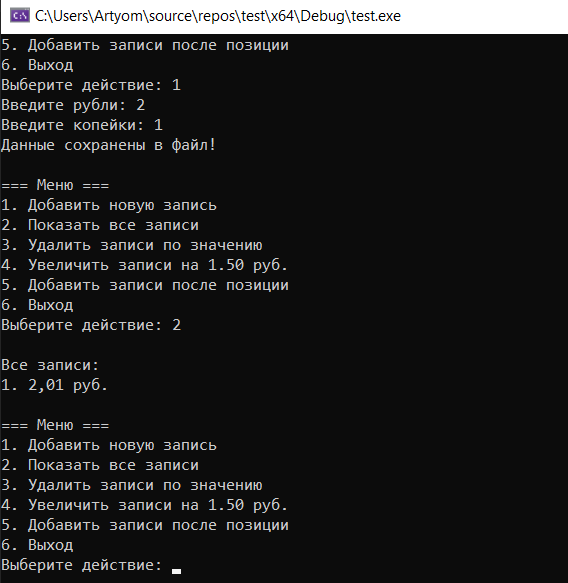 C:\Users\Artyom\source\repos\test\x64\Debug\test.exe
5. Добавить записи после позиции
6. Выход
Выберите действие: 1
Введите рубли: 2
Введите копейки: 1
Данные сохранены в файл!
=== Меню ===
1. Добавить новую запись
2. Показать все записи
3. Удалить записи по значению
4. Увеличить записи на 1.50 руб.
5. Добавить записи после позиции
6. Выход
Выберите действие: 2
Все записи:
1. 2,01 руб.
=== Меню ===
1. Добавить новую запись
2. Показать все записи
3. Удалить записи по значению
4. Увеличить записи на 1.50 руб.
5. Добавить записи после позиции
6. Выход
Выберите действие: